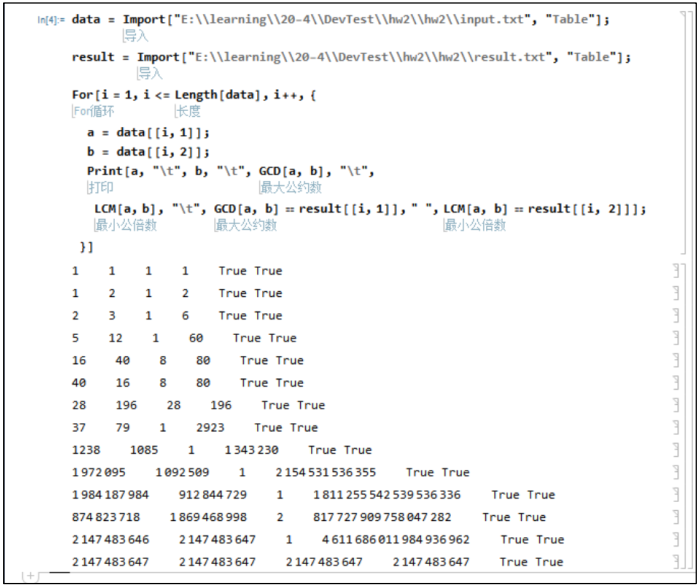 In[4]:= data = Import["E:\\learning\\20-4\\DevTest\\hw2\\hw2\\input.txt", "Table"];
导入
result = Import["E:\\learning\\20-4\\DevTest\\hw2\\hw2\\result.txt", "Table"];
导入
For[i = 1, i <= Length[data], i++, {
For循环 长度
a = data[[i, 1]];
b = data[[i, 2]];
Print[a, "\t", b, "\t", GCD[a, b], "\t",
打印 最大公约数
LCM[a, b], "\t", GCD[a, b] == result[[i, 1]], " ", LCM[a, b] == result[[i, 2]]];
最小公倍数 最大公约数 最小公倍数
}]
1 1 1 1 True True
1 2 1 2 True True
2 3 1 6 True True
5 12 1 60 True True
16 40 8 80 True True
40 16 8 80 True True
28 196 28 196 True True
37 79 1 2923 True True
1238 1085 1 1 343 230 True True
1 972 095 1 092 509 1 2 154 531 536 355 True True
1 984 187 984 912 844 729 1 1 811 255 542 539 536 336 True True
874 823 718 1 869 468 998 2 817 727 909 758 047 282 True True
2 147 483 646 2 147 483 647 1 4 611 686 011 984 936 962 True True
2 147 483 647 2 147 483 647 2 147 483 647 2 147 483 647 True True